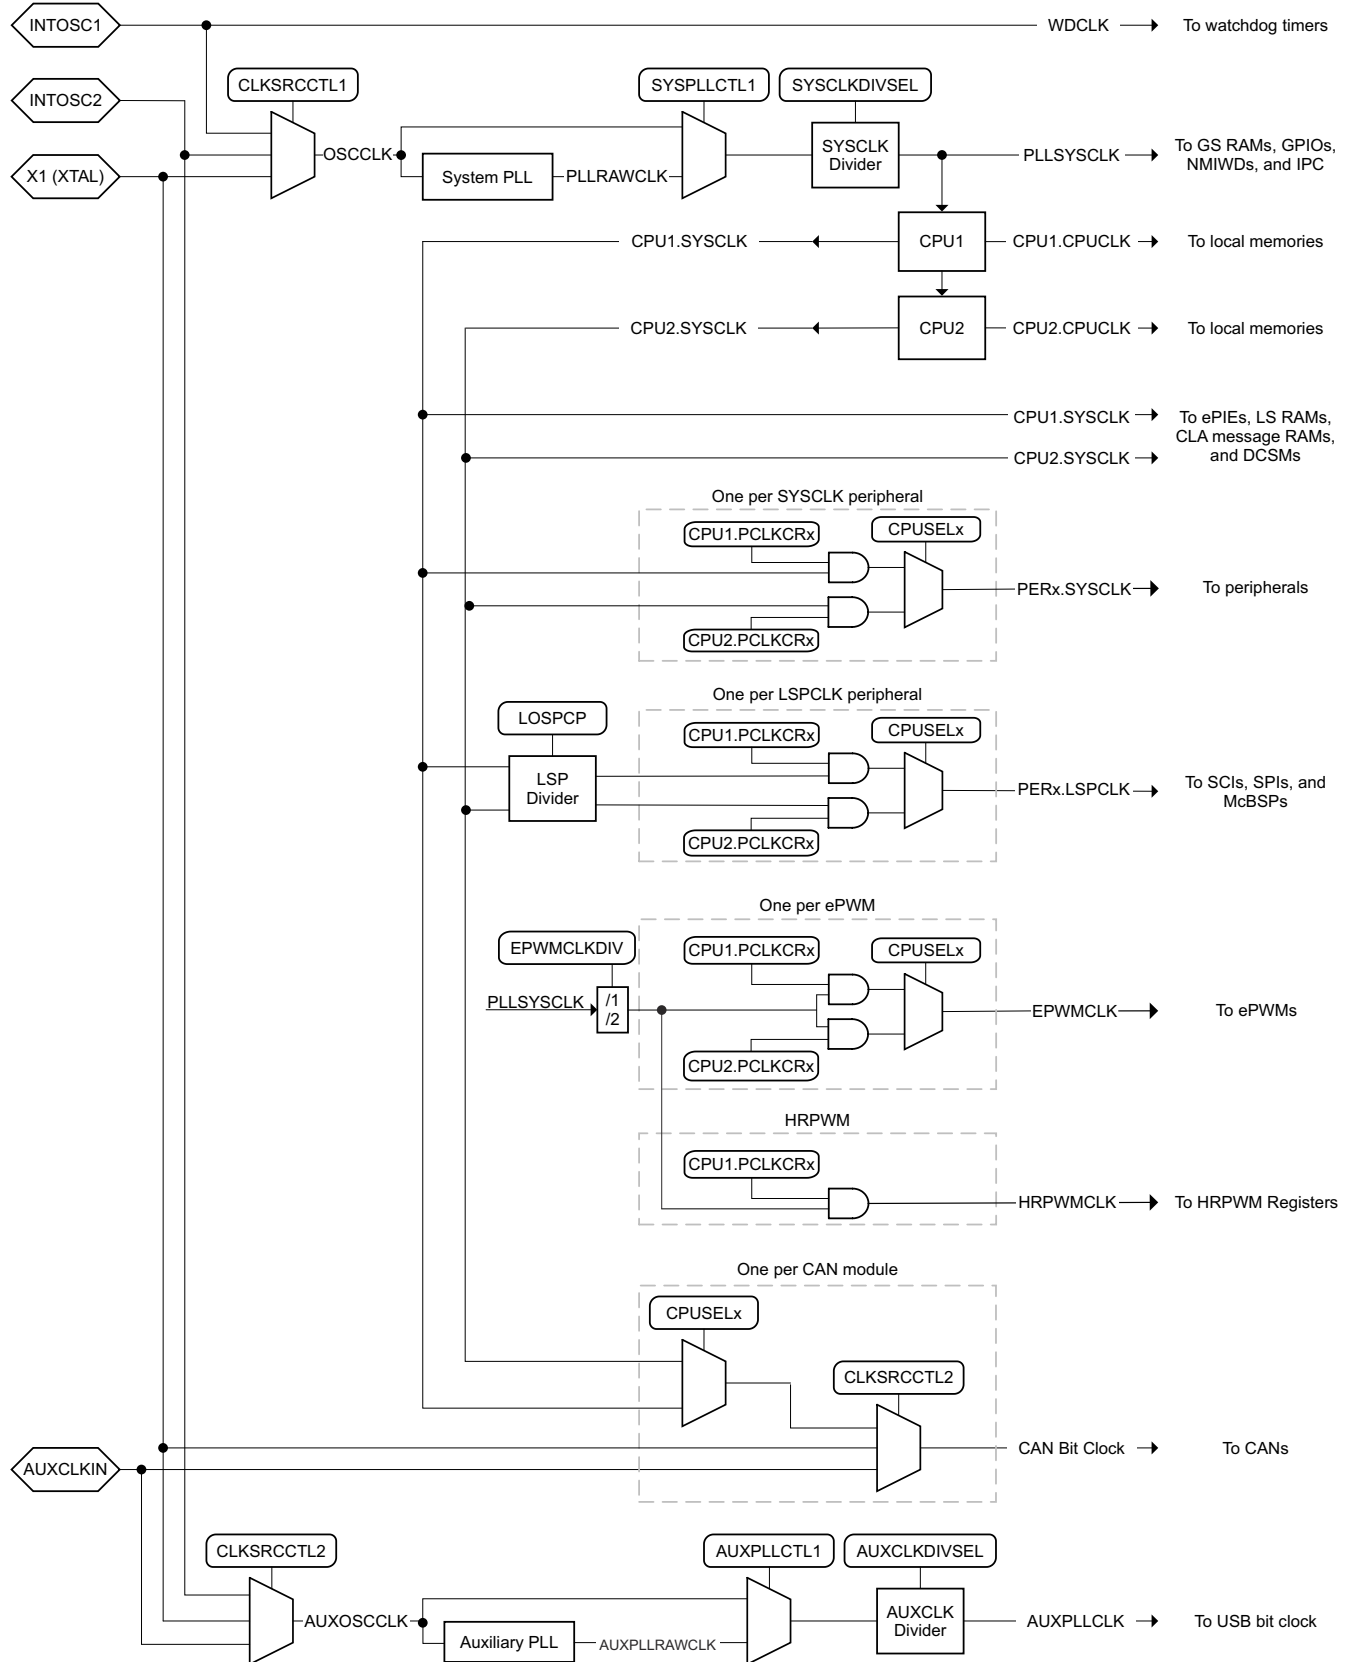 INTOSC1
WDCLK
To watchdog timers
CLKSRCCTL1
SYSPLLCTL1
SYSCLKDIVSEL
INTOSC2
OSCCLK
SYSCLK
Divider
PLLSYSCLK
To GS RAMs, GPIOs,
NMIWDs, and IPC
X1 (XTAL)
System PLL
PLLRAWCLK
CPU1.SYSCLK
CPU1
CPU1.CPUCLK
To local memories
CPU2.SYSCLK
CPU2
CPU2.CPUCLK
To local memories
CPU1.SYSCLK
To ePIEs, LS RAMs,
CLA message RAMs,
and DCSMs
CPU2.SYSCLK
One per SYSCLK peripheral
CPU1.PCLKCRx
CPUSELx
PERx.SYSCLK
To peripherals
CPU2.PCLKCRx
One per LSPCLK peripheral
LOSPCP
CPU1.PCLKCRx
CPUSELx
LSP
Divider
PERx.LSPCLK
To SCIs, SPIs, and
McBSPs
CPU2.PCLKCRx
One per ePWM
EPWMCLKDIV
CPU1.PCLKCRx
CPUSELx
PLLSYSCLK
/1
/2
EPWMCLK
To ePWMs
CPU2.PCLKCRx
HRPWM
CPU1.PCLKCRx
HRPWMCLK
To HRPWM Registers
One per CAN module
CPUSELx
CLKSRCCTL2
CAN Bit Clock
To CANs
AUXCLKIN
CLKSRCCTL2
AUXPLLCTL1
AUXCLKDIVSEL
AUXOSCCLK
AUXCLK
Divider
AUXPLLCLK
To USB bit clock
Auxiliary PLL
AUXPLLRAWCLK